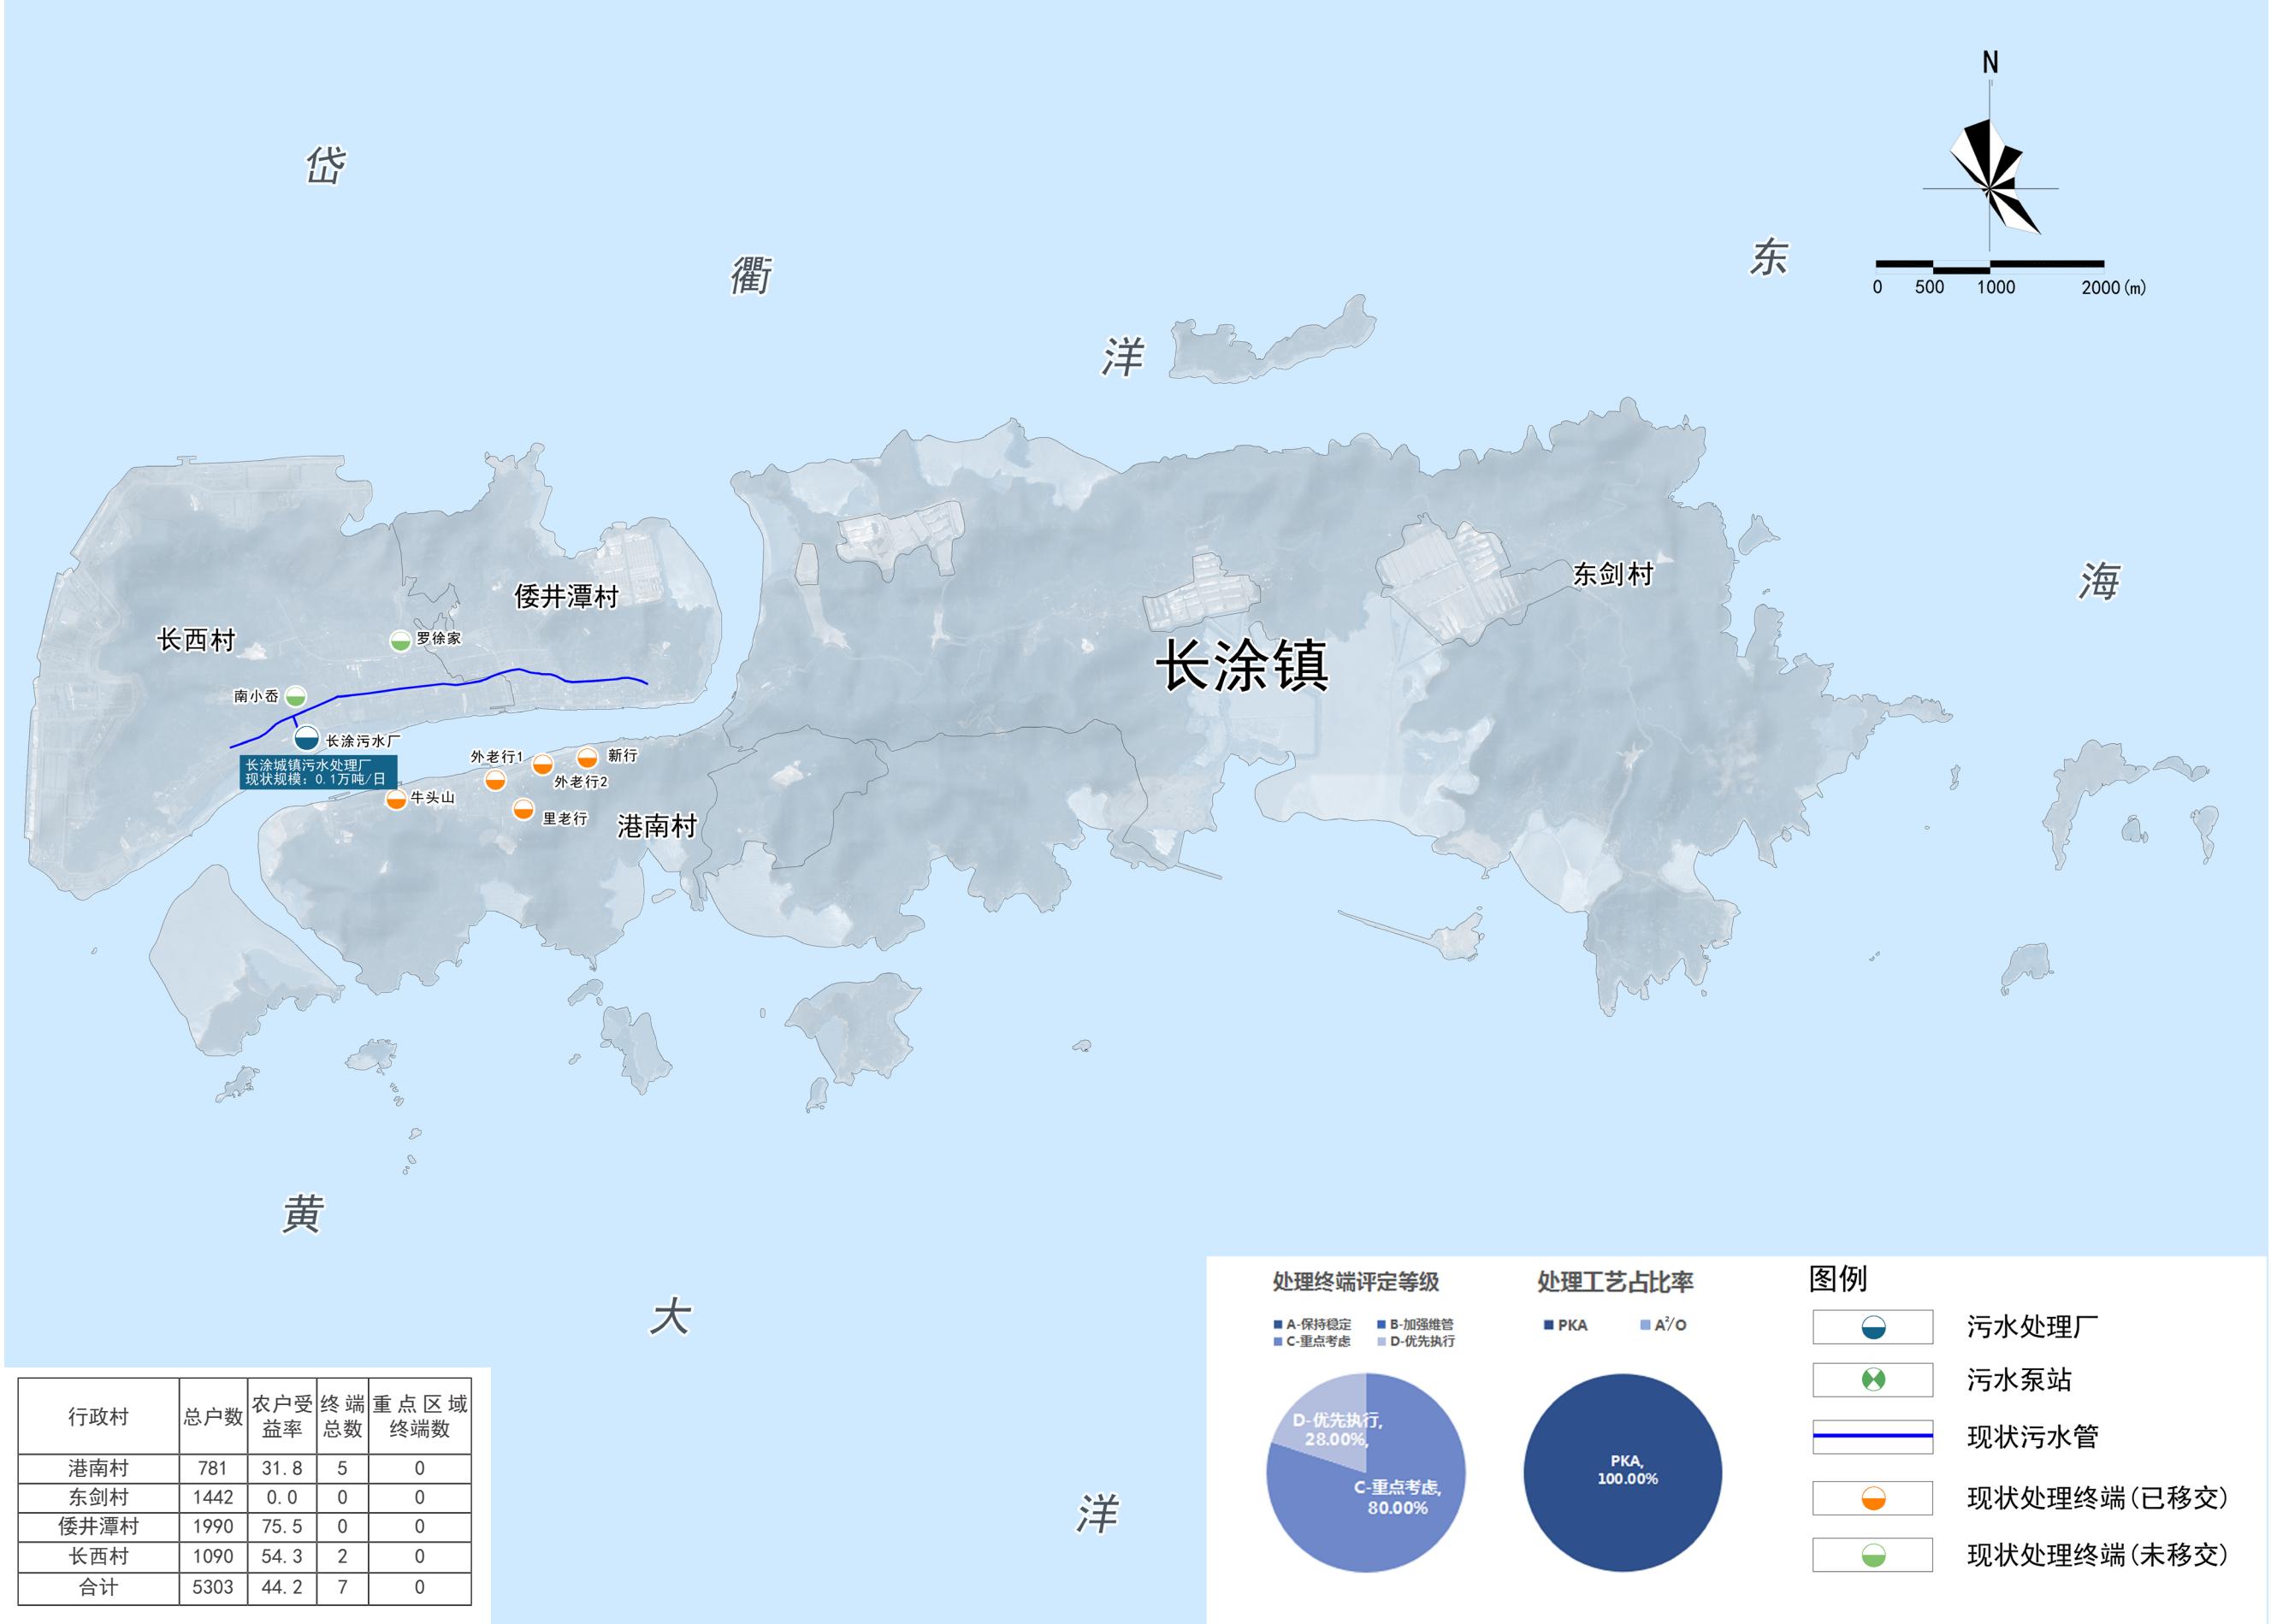 N
岱
衢
洋
东
海
0 500 1000 2000(m)
倭井潭村
东剑村
长西村
罗徐家
长涂镇
南小岙
长涂污水厂
长涂城镇污水处理厂
现状规模：0.1万吨/日
外老行1
新行
外老行2
牛头山
里老行
港南村
黄
大
洋
行政村 总户数 农户受益率 终端总数 重点区域终端数
港南村 781 31.8 5 0
东剑村 1442 0.0 0 0
倭井潭村 1990 75.5 0 0
长西村 1090 54.3 2 0
合计 5303 44.2 7 0
处理终端评定等级
A-保持稳定 B-加强维管
C-重点考虑 D-优先执行
D-优先执行,
28.00%,
C-重点考虑,
80.00%
处理工艺占比率
PKA A²/O
PKA,
100.00%
图例
污水处理厂
污水泵站
现状污水管
现状处理终端(已移交)
现状处理终端(未移交)